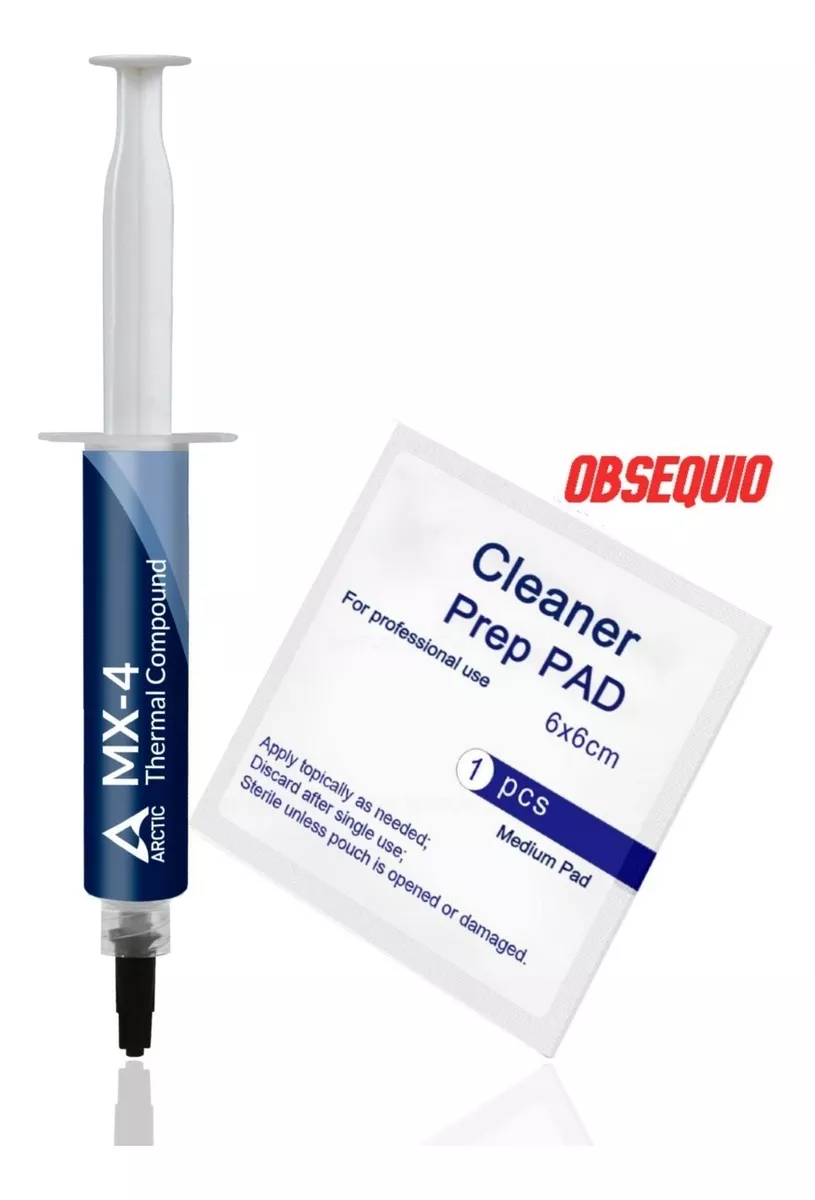 MX-4
Thermal Compound
ARCTIC
OBSEQUIO
Cleaner
Prep PAD
For professional use
6x6cm
1 pcs
Medium Pad
Apply topically as needed;
Discard after single use;
Sterile unless pouch is opened or damaged.